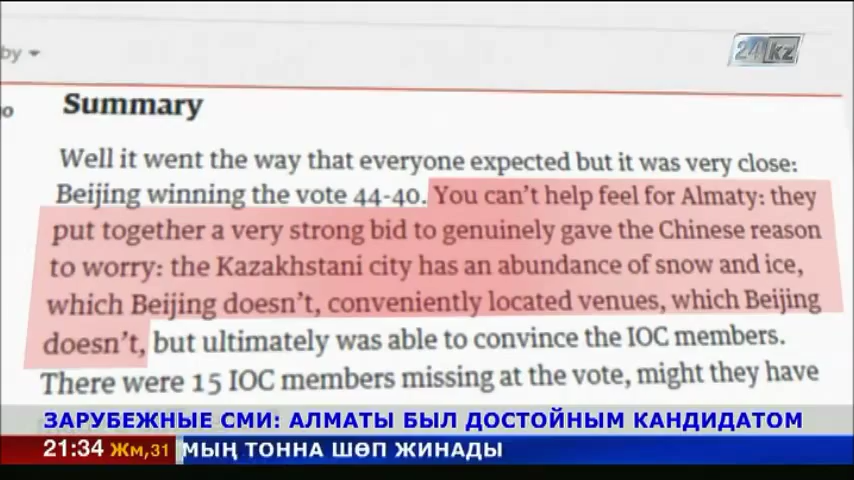 by
24kz
Summary
Well it went the way that everyone expected but it was very close:
Beijing winning the vote 44-40. You can't help feel for Almaty: they
put together a very strong bid to genuinely gave the Chinese reason
to worry: the Kazakhstani city has an abundance of snow and ice,
which Beijing doesn't, conveniently located venues, which Beijing
doesn't, but ultimately was able to convince the IOC members.
There were 15 IOC members missing at the vote, might they have
ЗАРУБЕЖНЫЕ СМИ: АЛМАТЫ БЫЛ ДОСТОЙНЫМ КАНДИДАТОМ
21:34 Жм,31 МЫҢ ТОННА ШӨП ЖИНАДЫ